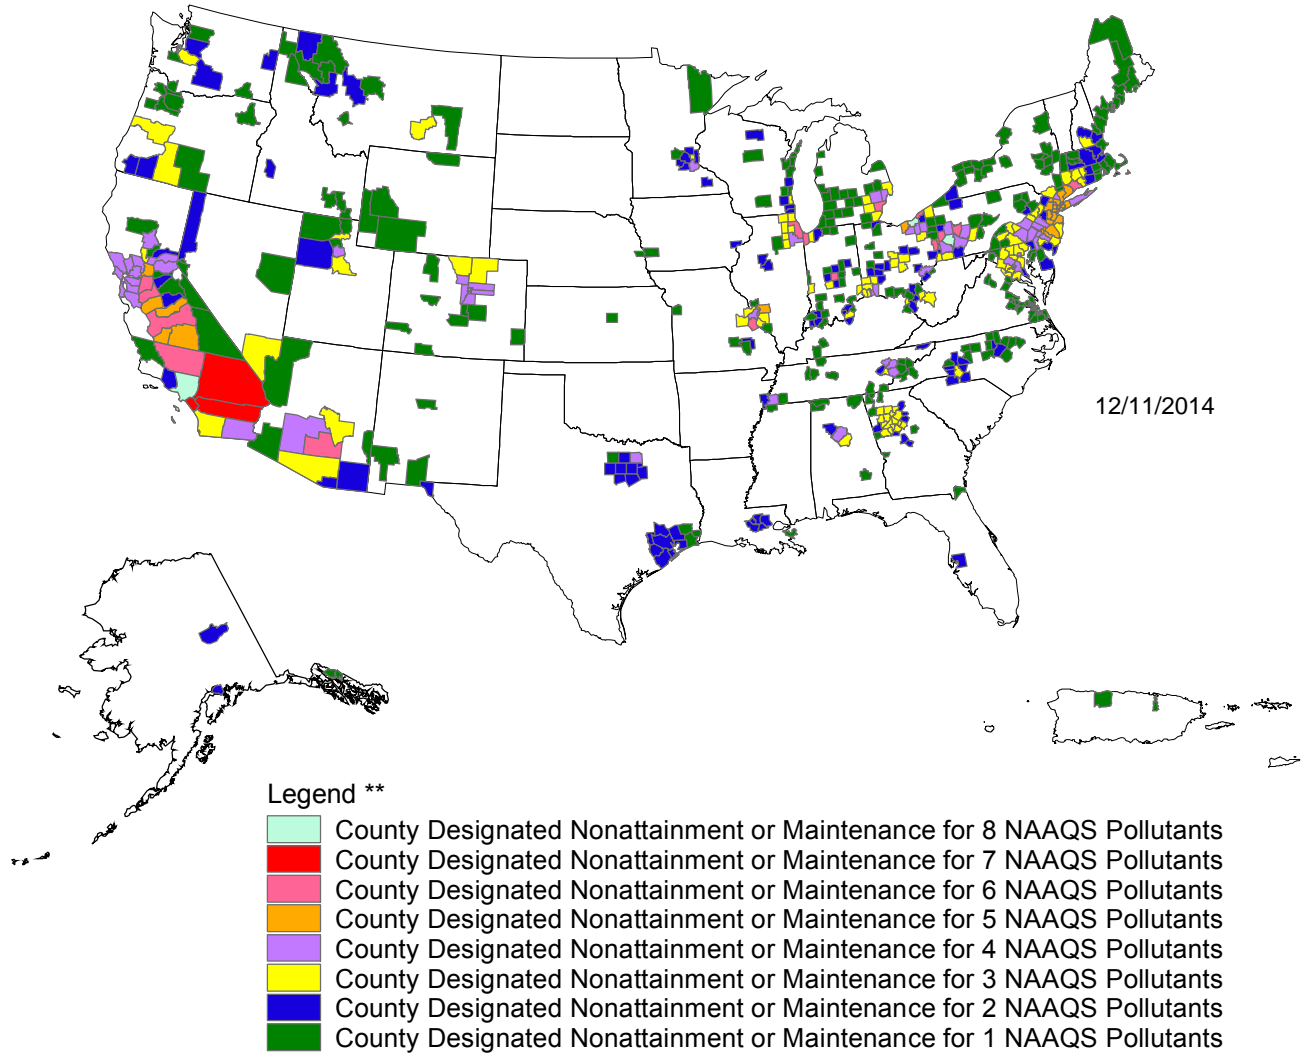 12/11/2014
Legend **
County Designated Nonattainment or Maintenance for 8 NAAQS Pollutants
County Designated Nonattainment or Maintenance for 7 NAAQS Pollutants
County Designated Nonattainment or Maintenance for 6 NAAQS Pollutants
County Designated Nonattainment or Maintenance for 5 NAAQS Pollutants
County Designated Nonattainment or Maintenance for 4 NAAQS Pollutants
County Designated Nonattainment or Maintenance for 3 NAAQS Pollutants
County Designated Nonattainment or Maintenance for 2 NAAQS Pollutants
County Designated Nonattainment or Maintenance for 1 NAAQS Pollutants